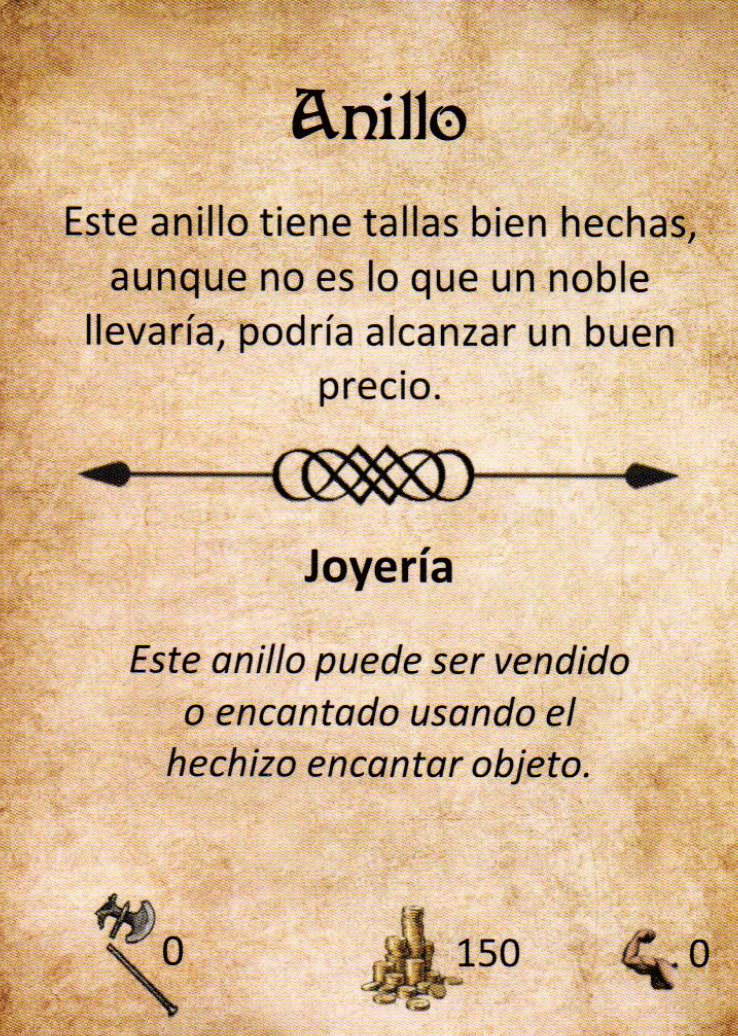 Anillo
Este anillo tiene tallas bien hechas,
aunque no es lo que un noble
llevaría, podría alcanzar un buen
precio.
Joyería
Este anillo puede ser vendido
o encantado usando el
hechizo encantar objeto.
0 150 0